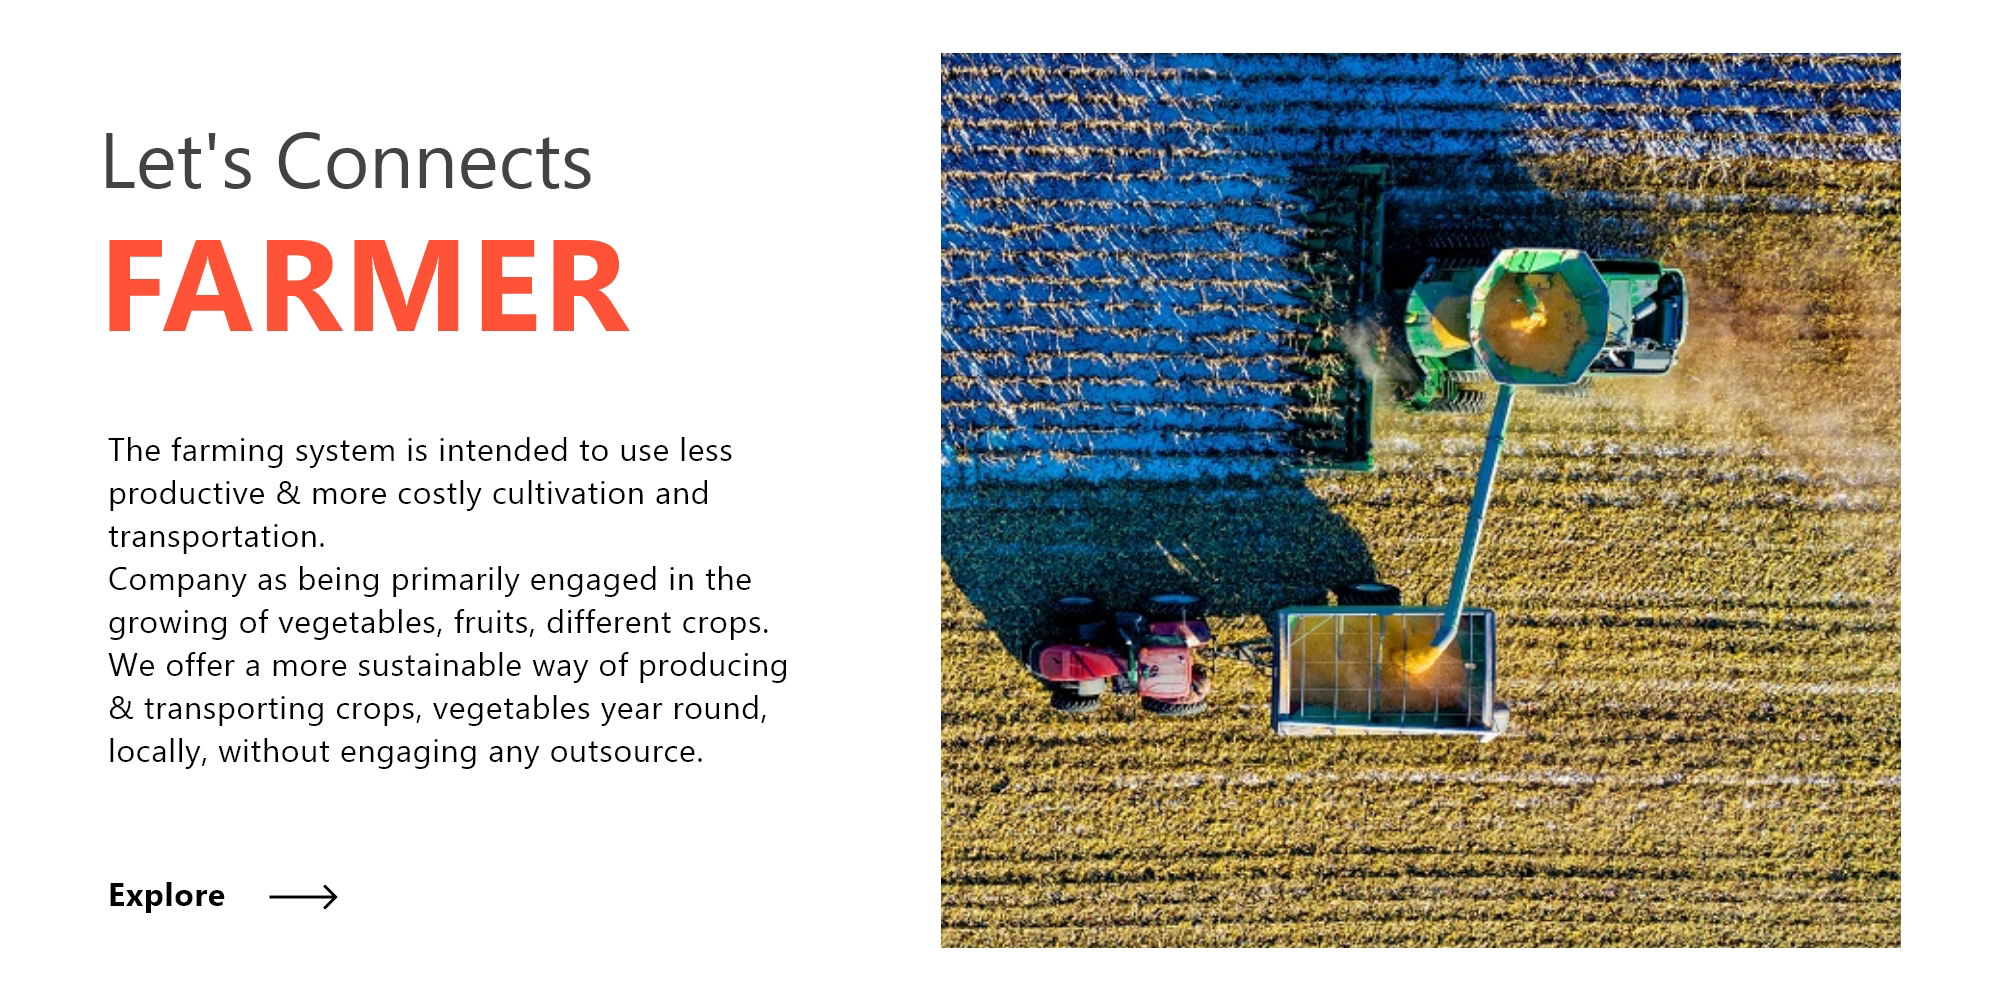 Let's Connects
FARMER
The farming system is intended to use less
productive & more costly cultivation and
transportation.
Company as being primarily engaged in the
growing of vegetables, fruits, different crops.
We offer a more sustainable way of producing
& transporting crops, vegetables year round,
locally, without engaging any outsource.
Explore